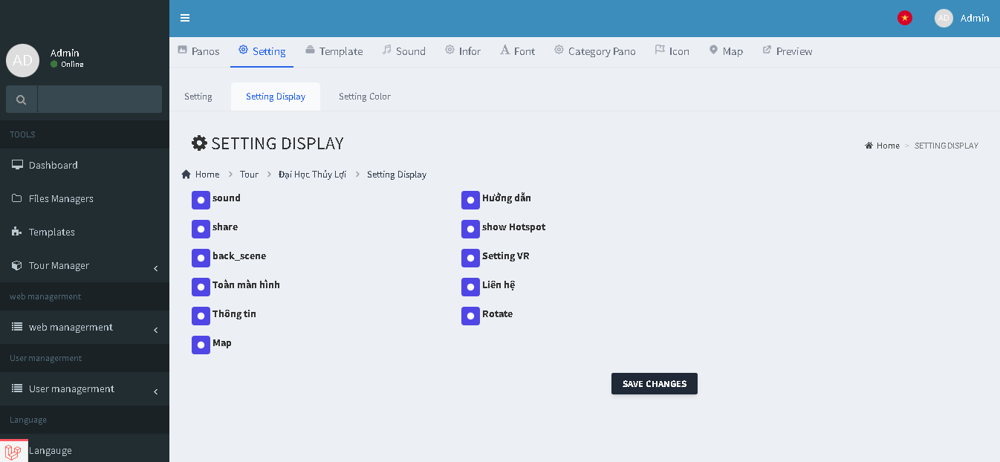 AD Admin
AD
Admin
Online
Panos Setting Template Sound Infor Font Category Pano Icon Map Preview
Setting Setting Display Setting Color
TOOLS
SETTING DISPLAY
Home > SETTING DISPLAY
Dashboard
Home > Tour > Đại Học Thủy Lợi > Setting Display
Files Managers
sound Hướng dẫn
share show Hotspot
Templates
back_scene Setting VR
Tour Manager
Toàn màn hình Liên hệ
web managerment
Thông tin Rotate
web managerment
Map
User managerment
SAVE CHANGES
User managerment
Language
Langauge